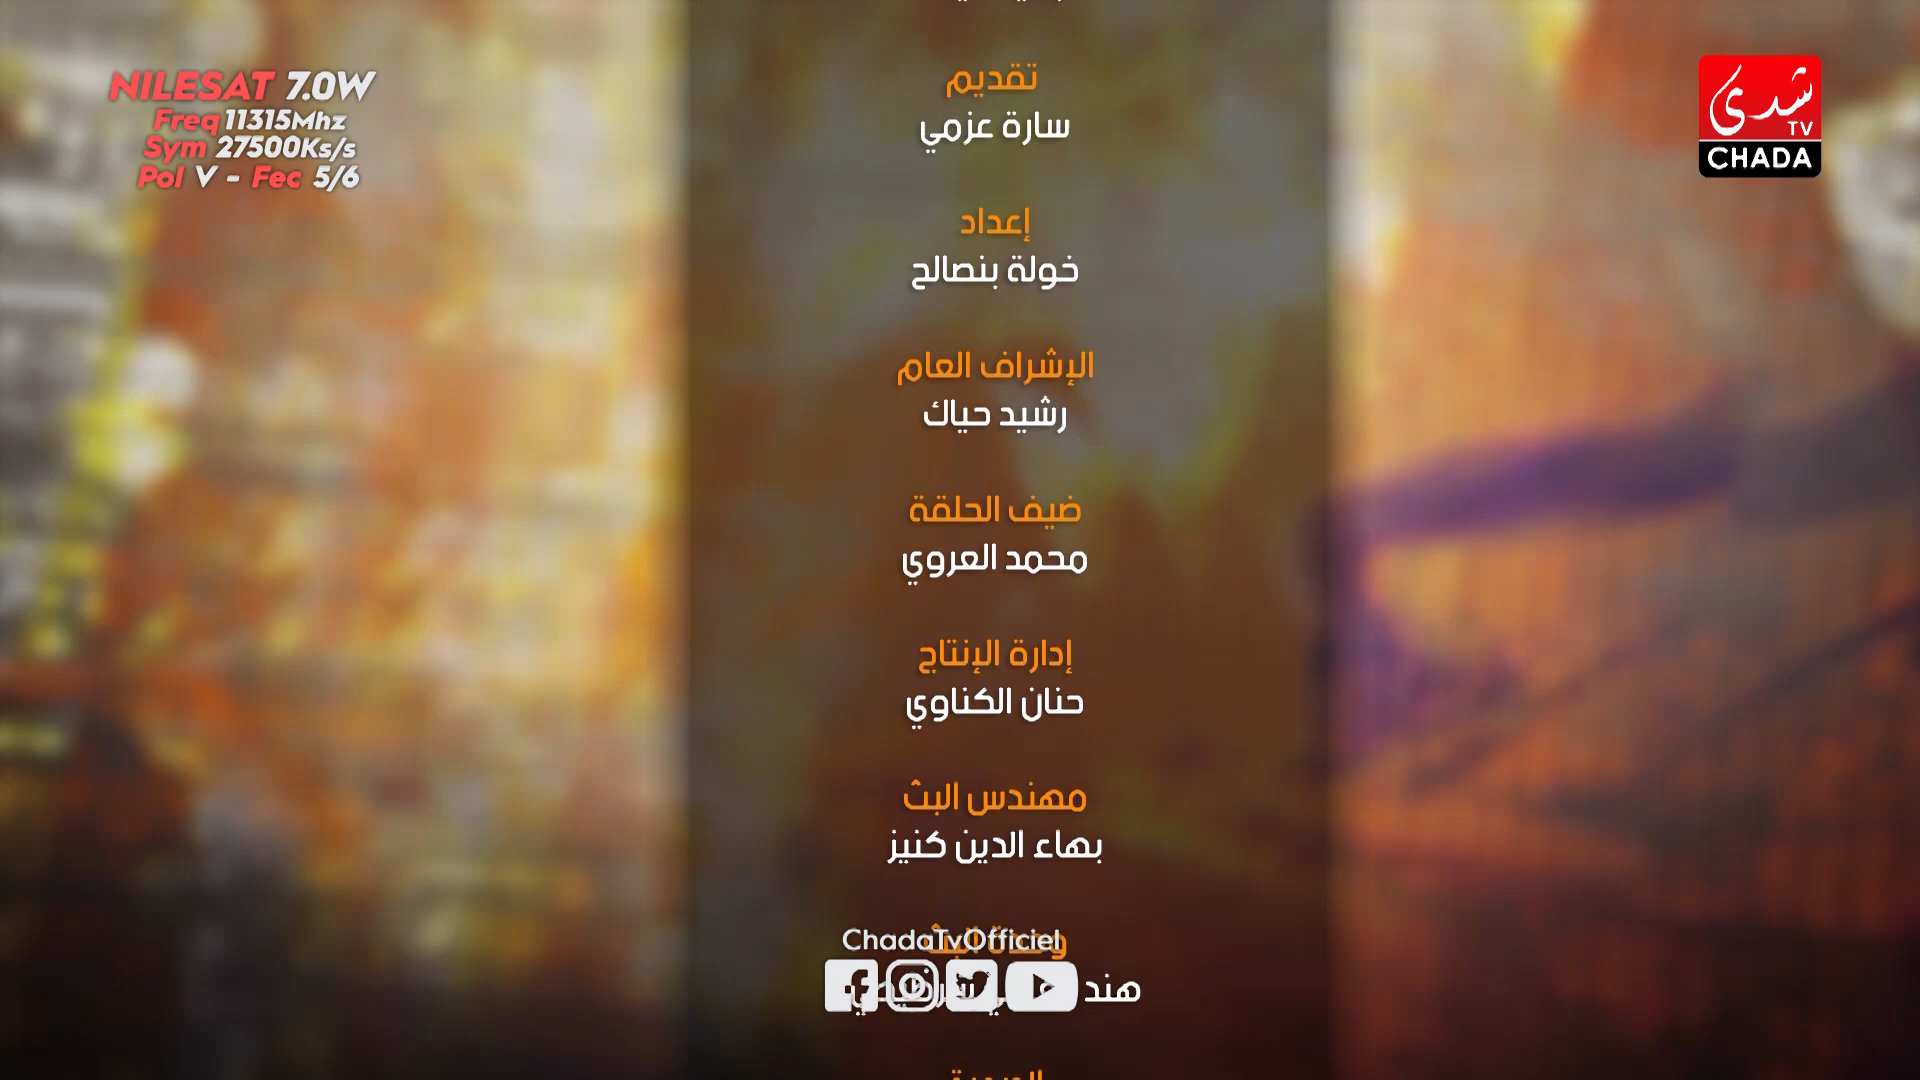 NILESAT 7.0W
Freq 11315Mhz
Sym 27500Ks/s
Pol V - Fec 5/6
شدى
TV
CHADA
تقديم
سارة عزمي
إعداد
خولة بنصالح
الإشراف العام
رشيد حياك
ضيف الحلقة
محمد العروي
إدارة الإنتاج
حنان الكناوي
مهندس البث
بهاء الدين كنيز
وحدة البث
ChadaTvOfficiel
هند